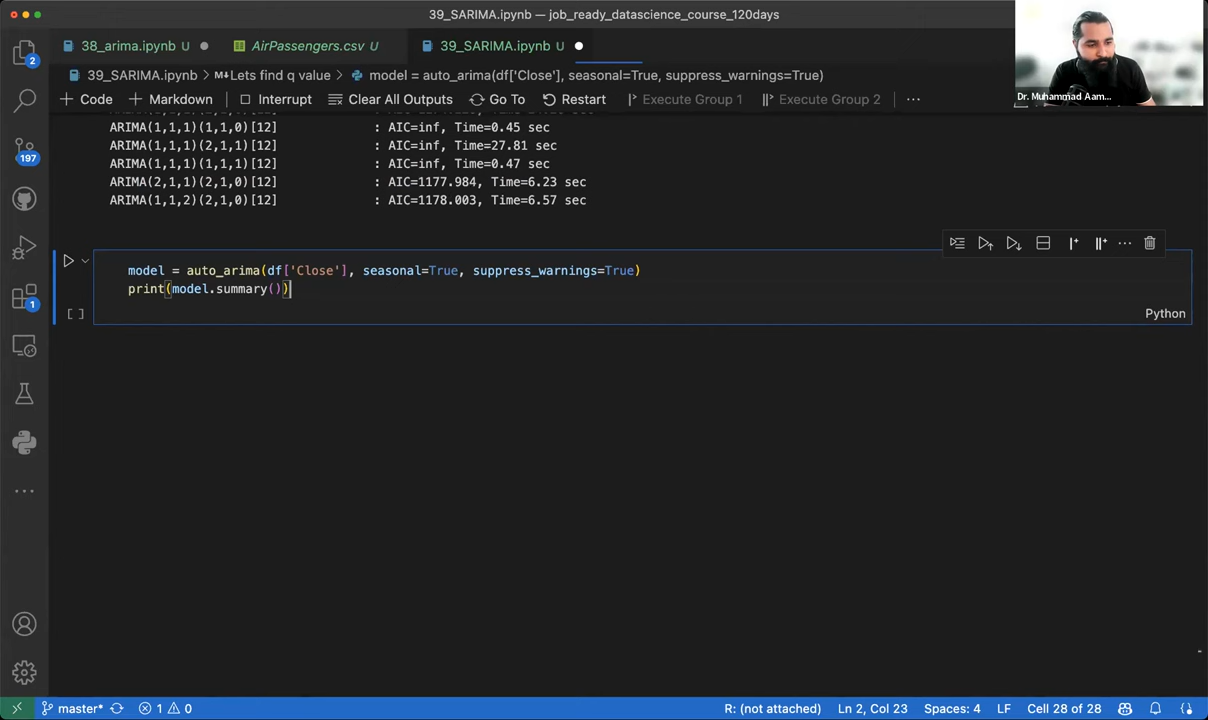 39_SARIMA.ipynb — job_ready_datascience_course_120days
38_arima.ipynb U
AirPassengers.csv U
39_SARIMA.ipynb U
39_SARIMA.ipynb > M↓Lets find q value > model = auto_arima(df['Close'], seasonal=True, suppress_warnings=True)
+ Code + Markdown Interrupt Clear All Outputs Go To Restart Execute Group 1 Execute Group 2 ...
Dr. Muhammad Aam...
ARIMA(1,1,1)(1,1,0)[12] : AIC=inf, Time=0.45 sec
ARIMA(1,1,1)(2,1,1)[12] : AIC=inf, Time=27.81 sec
ARIMA(1,1,1)(1,1,1)[12] : AIC=inf, Time=0.47 sec
ARIMA(2,1,1)(2,1,0)[12] : AIC=1177.984, Time=6.23 sec
ARIMA(1,1,2)(2,1,0)[12] : AIC=1178.003, Time=6.57 sec
model = auto_arima(df['Close'], seasonal=True, suppress_warnings=True)
print(model.summary())
[ ]
Python
2
197
1
master* 1 0 R: (not attached) Ln 2, Col 23 Spaces: 4 LF Cell 28 of 28